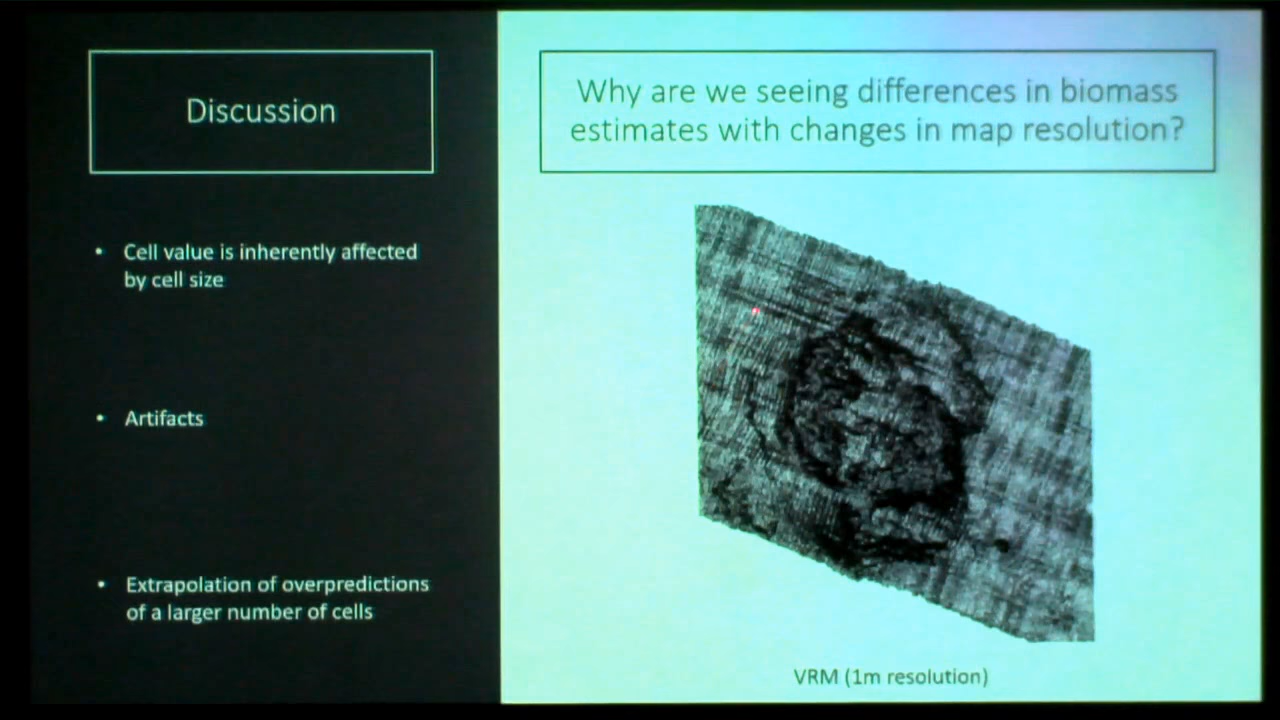 Discussion
• Cell value is inherently affected
by cell size
• Artifacts
• Extrapolation of overpredictions
of a larger number of cells
Why are we seeing differences in biomass
estimates with changes in map resolution?
VRM (1m resolution)